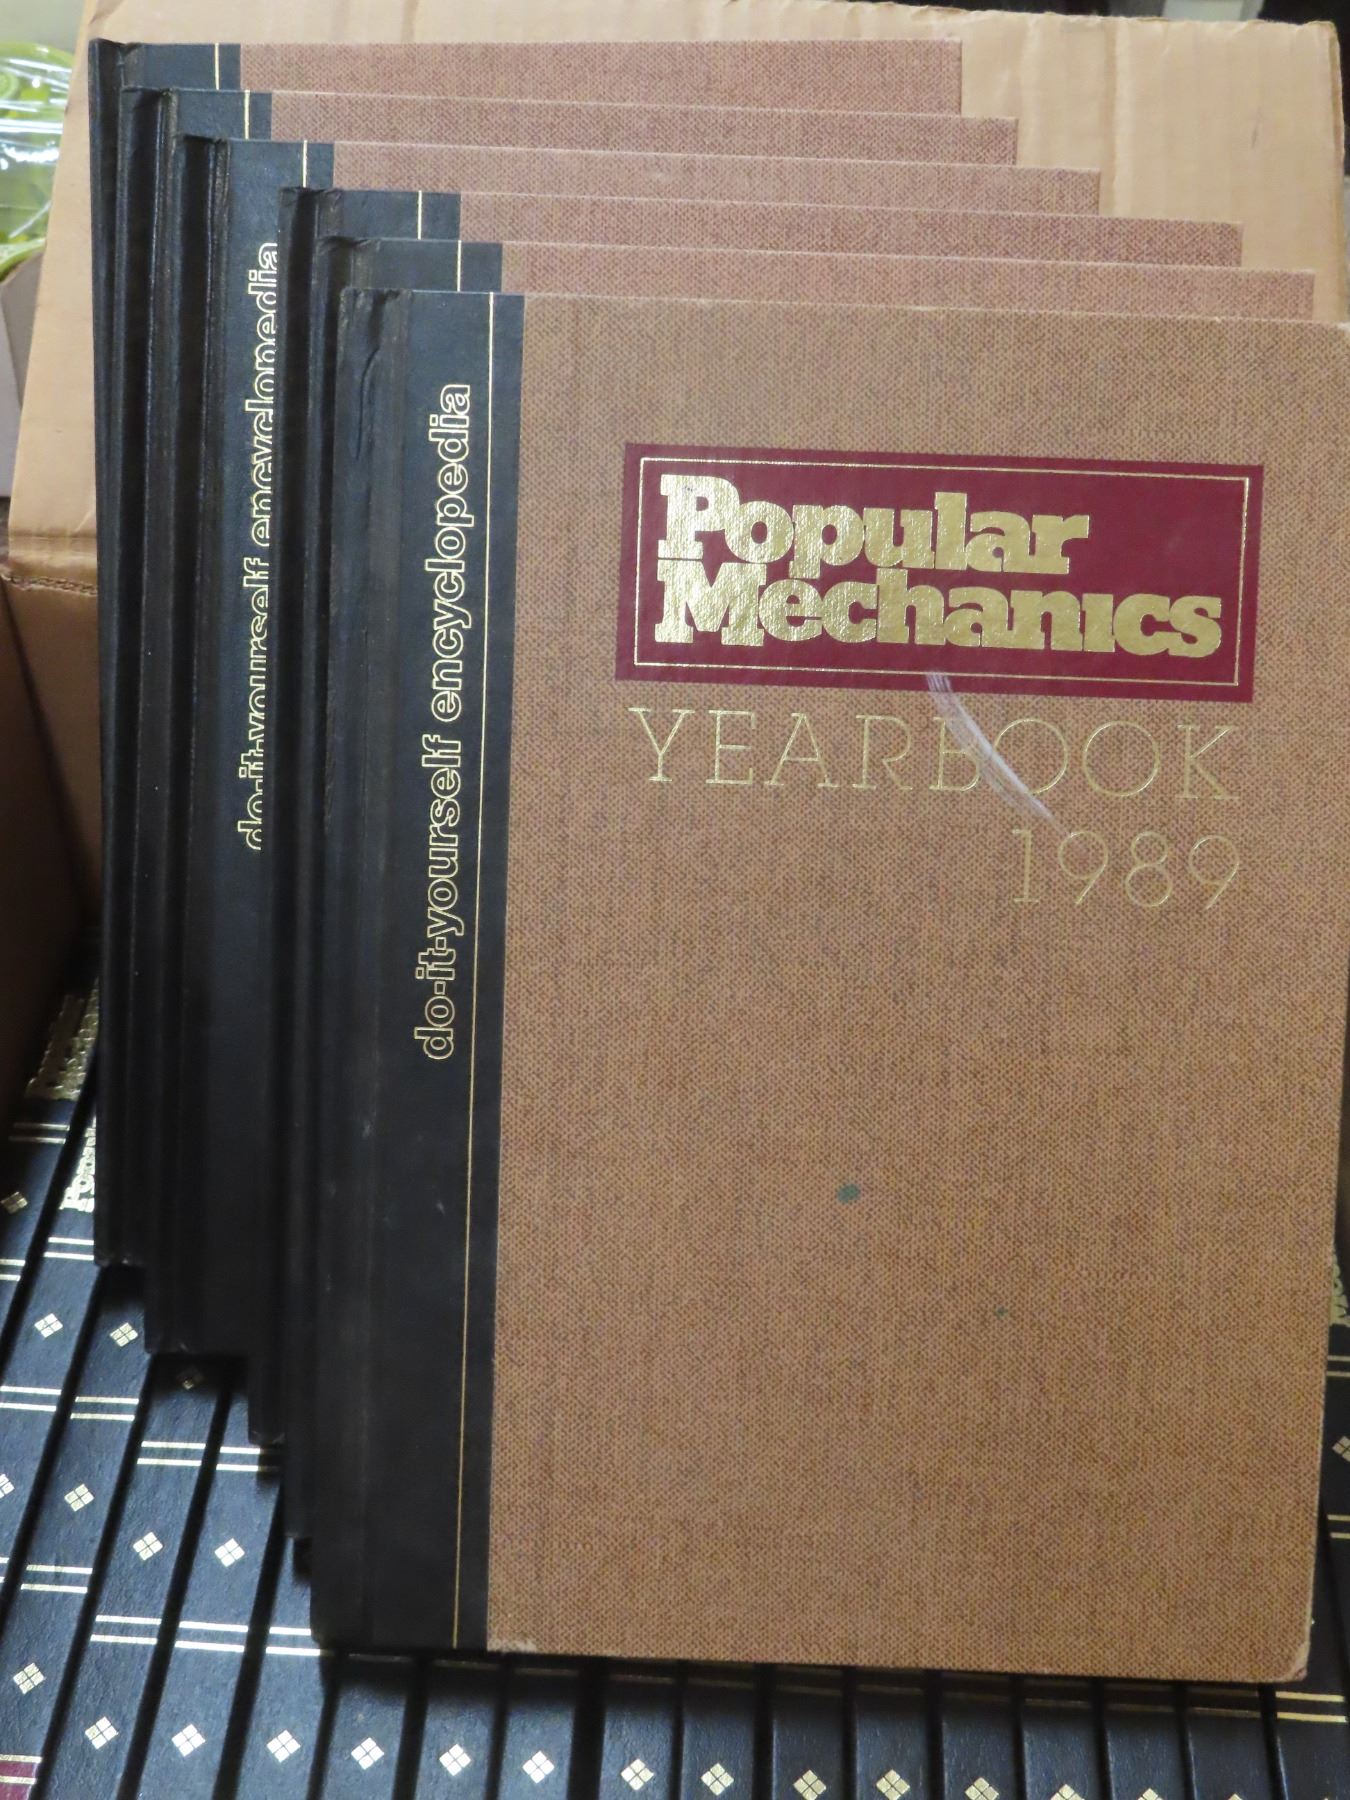 Popular
Mechanics
YEARBOOK
1989
do-it-yourself encyclopedia
do-it-yourself encyclopedia